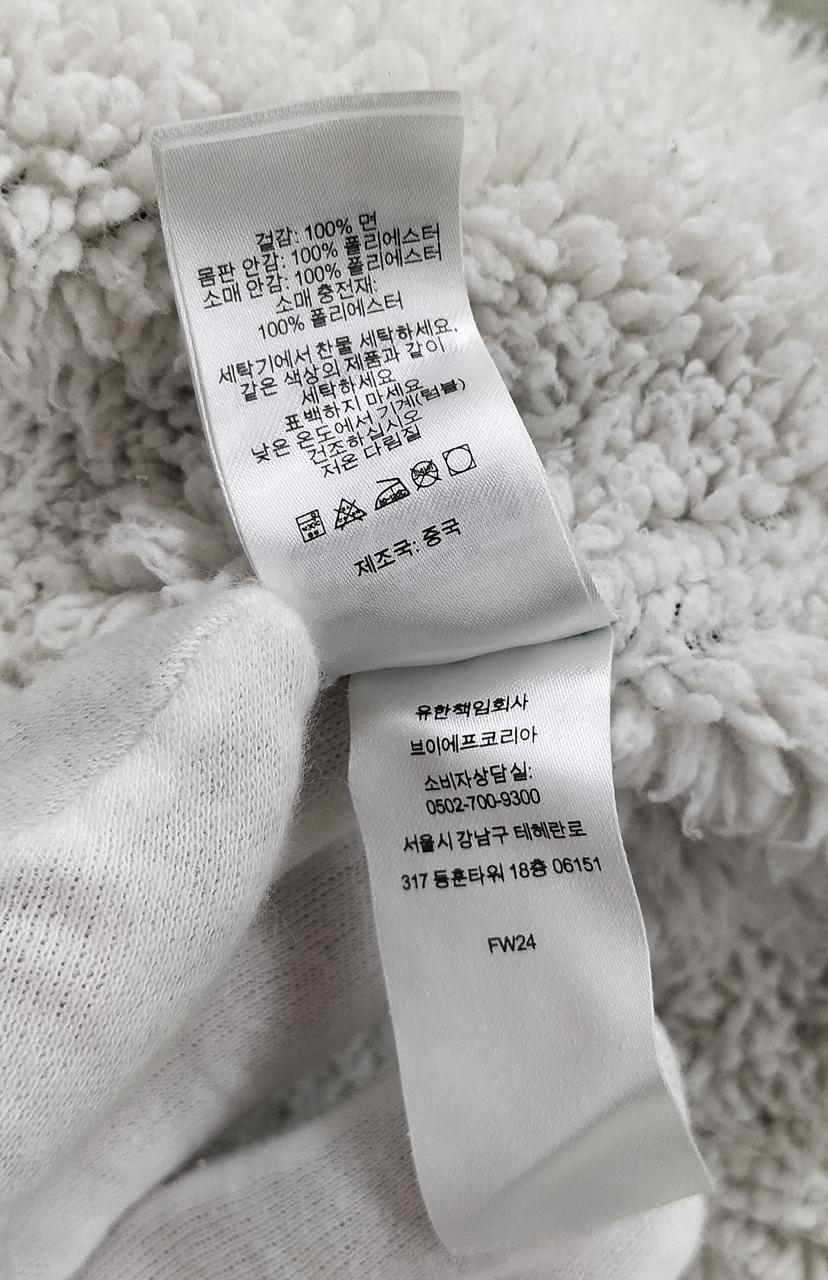 겉감: 100% 면
몸판 안감: 100% 폴리에스터
소매 안감: 100% 폴리에스터
소매 충전재:
100% 폴리에스터
세탁기에서 찬물 세탁하세요,
같은 색상의 제품과 같이
세탁하세요
표백하지 마세요
낮은 온도에서 기계(텀블)
건조하십시오
저온 다림질
제조국: 중국
유한책임회사
브이에프코리아
소비자상담실:
0502-700-9300
서울시 강남구 테헤란로
317 동훈타워 18층 06151
FW24